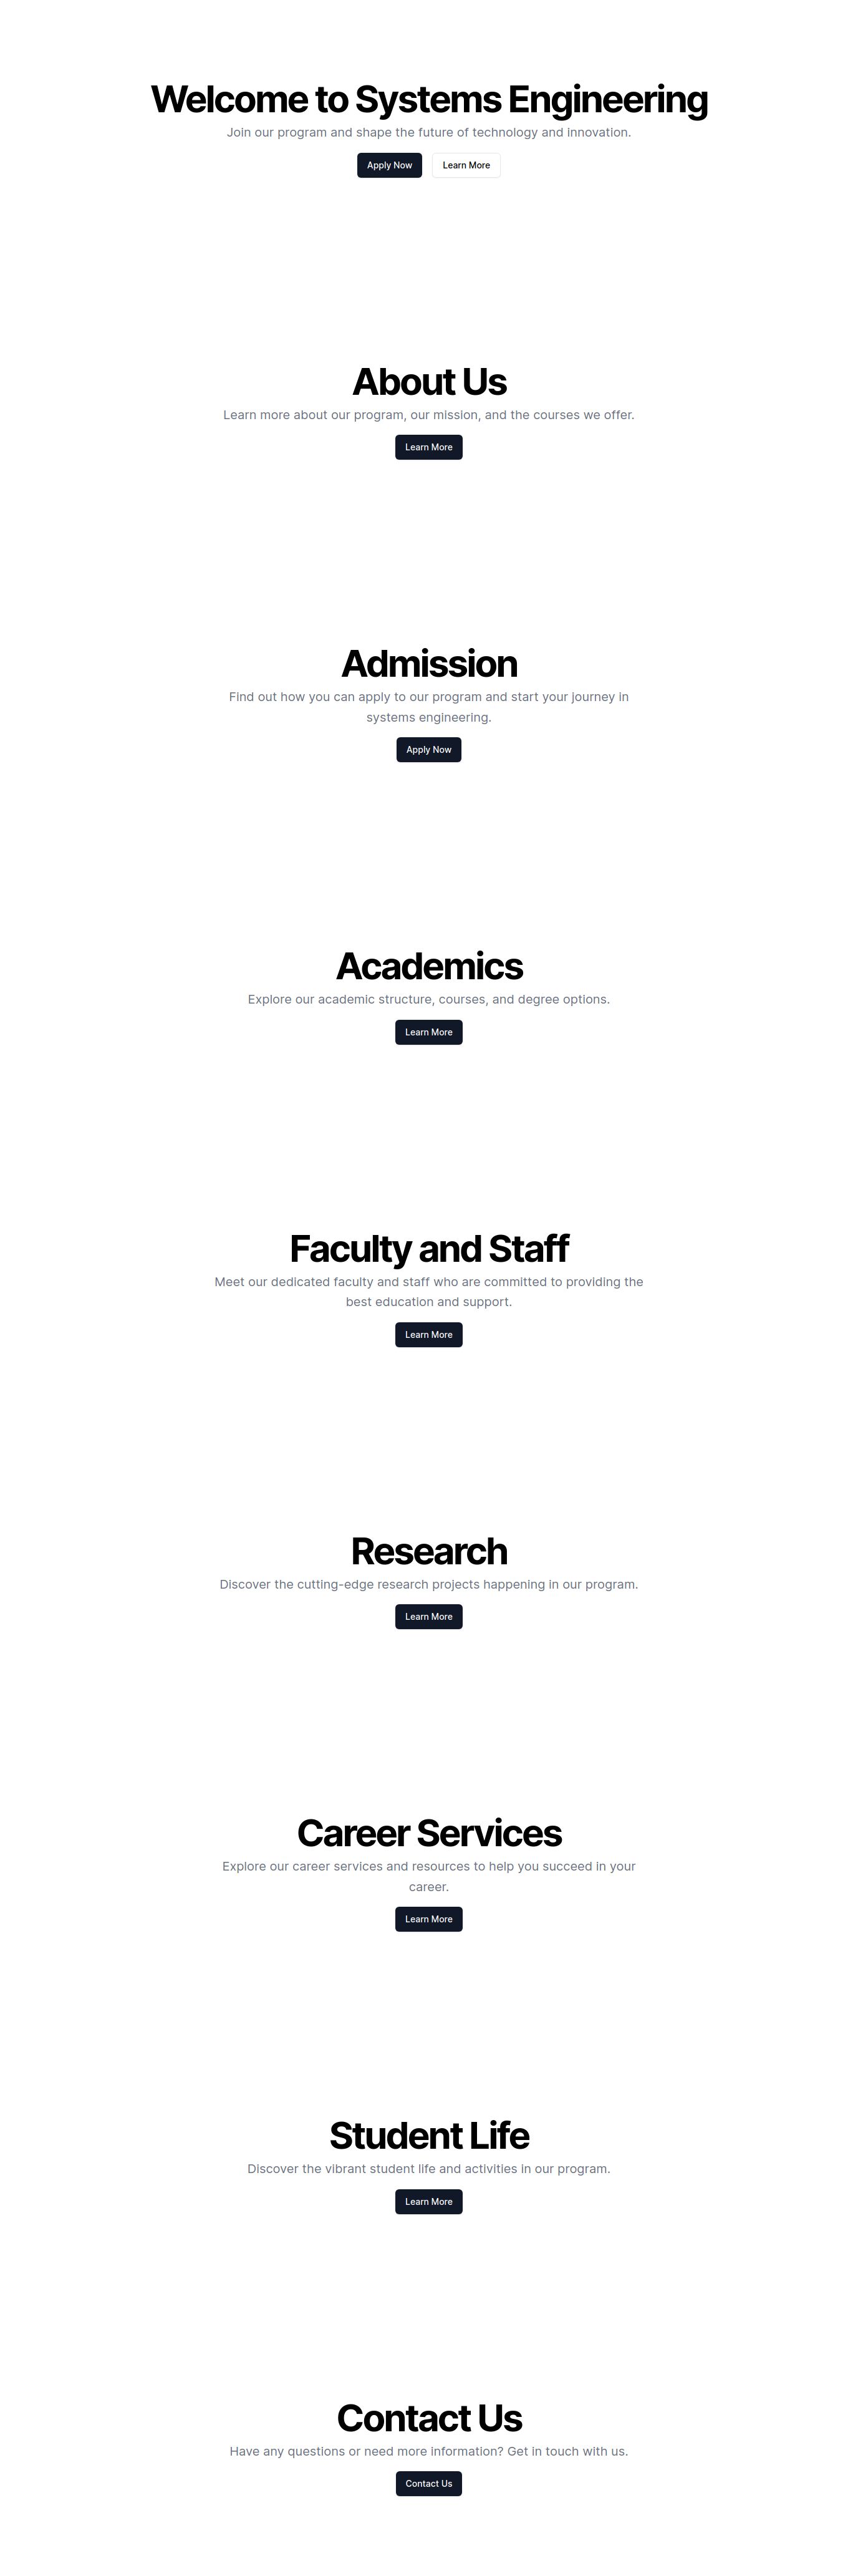 Welcome to Systems Engineering
Join our program and shape the future of technology and innovation.
Apply Now
Learn More
About Us
Learn more about our program, our mission, and the courses we offer.
Learn More
Admission
Find out how you can apply to our program and start your journey in
systems engineering.
Apply Now
Academics
Explore our academic structure, courses, and degree options.
Learn More
Faculty and Staff
Meet our dedicated faculty and staff who are committed to providing the
best education and support.
Learn More
Research
Discover the cutting-edge research projects happening in our program.
Learn More
Career Services
Explore our career services and resources to help you succeed in your
career.
Learn More
Student Life
Discover the vibrant student life and activities in our program.
Learn More
Contact Us
Have any questions or need more information? Get in touch with us.
Contact Us